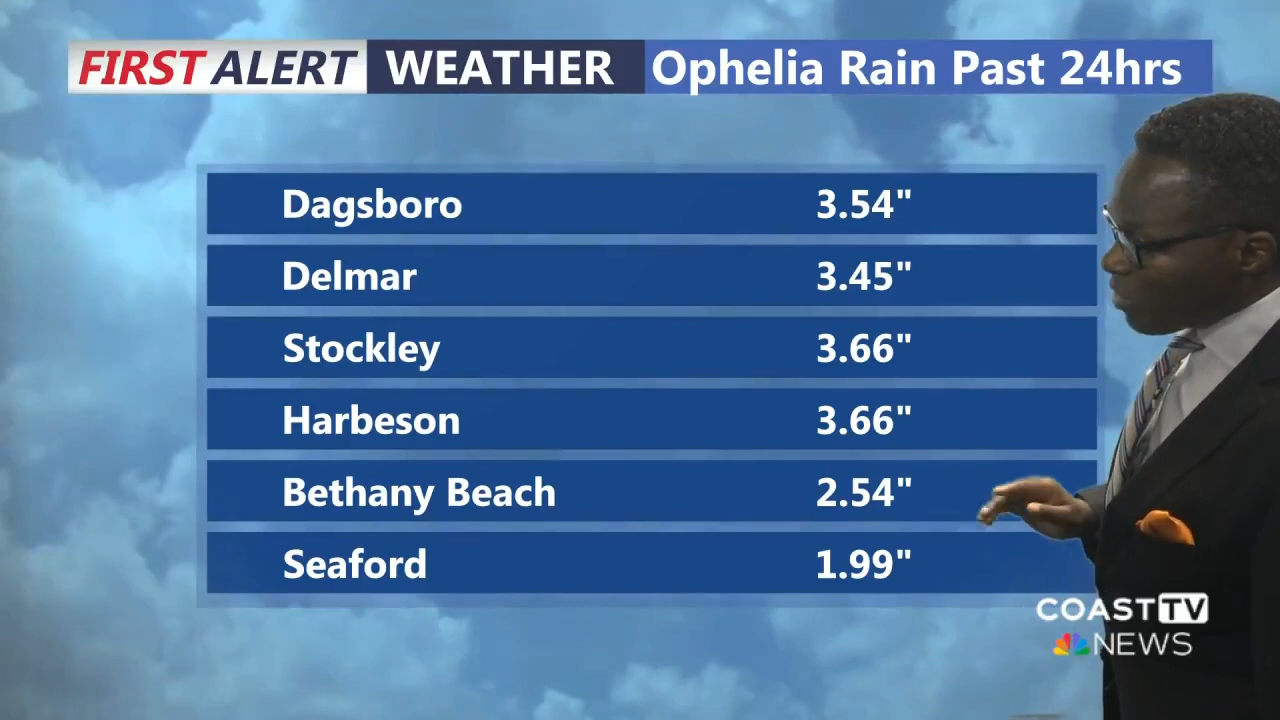 FIRST ALERT WEATHER Ophelia Rain Past 24hrs
Dagsboro 3.54"
Delmar 3.45"
Stockley 3.66"
Harbeson 3.66"
Bethany Beach 2.54"
Seaford 1.99"
COAST TV
NEWS